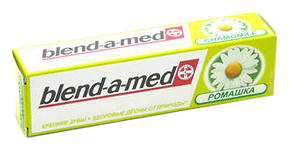 blend-a-med
CHAMOMILE
blend-a-med
КРЕПКИЕ ЗУБЫ • ЗДОРОВЫЕ ДЕСНЫ ОТ ПРИРОДЫ
РОМАШКА